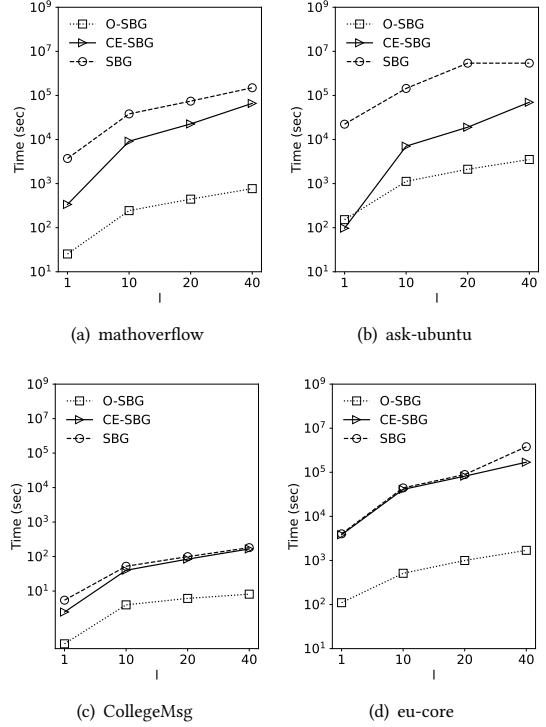 10^9
10^7
10^5
10^4
10^3
10^2
10^1
Time (sec)
O-SBG
CE-SBG
SBG
1 10 20 40
l
(a) mathoverflow
10^9
10^7
10^5
10^4
10^3
10^2
10^1
Time (sec)
O-SBG
CE-SBG
SBG
1 10 20 40
l
(b) ask-ubuntu
10^9
10^7
10^5
10^4
10^3
10^2
10^1
Time (sec)
O-SBG
CE-SBG
SBG
1 10 20 40
l
(c) CollegeMsg
10^9
10^7
10^5
10^4
10^3
10^2
10^1
Time (sec)
O-SBG
CE-SBG
SBG
1 10 20 40
l
(d) eu-core